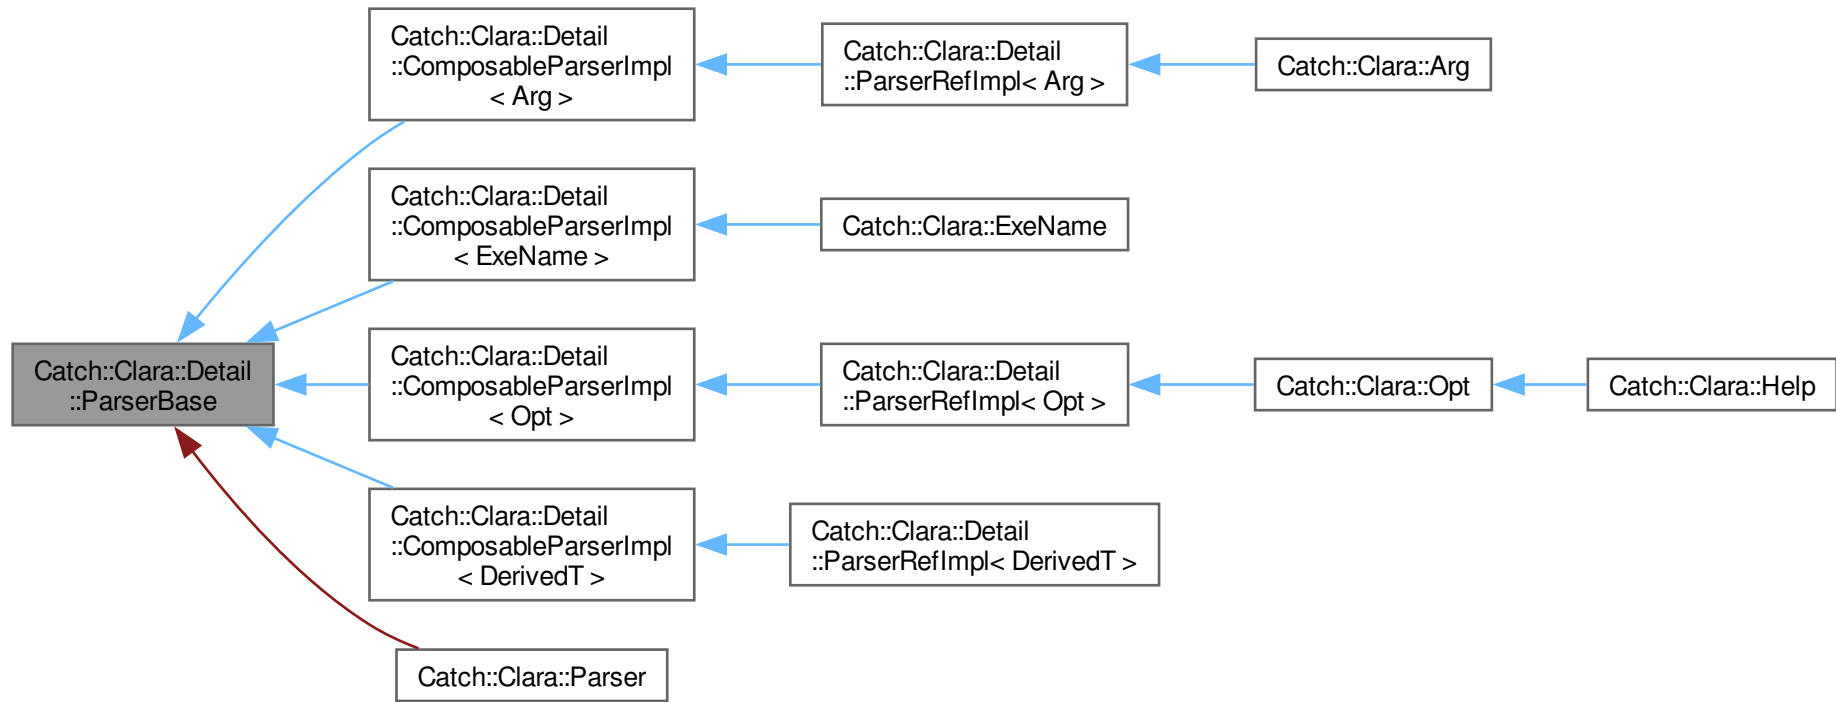 Catch::Clara::Detail
::ComposableParserImpl
< Arg >
Catch::Clara::Detail
::ParserRefImpl< Arg >
Catch::Clara::Arg
Catch::Clara::Detail
::ComposableParserImpl
< ExeName >
Catch::Clara::ExeName
Catch::Clara::Detail
::ParserBase
Catch::Clara::Detail
::ComposableParserImpl
< Opt >
Catch::Clara::Detail
::ParserRefImpl< Opt >
Catch::Clara::Opt
Catch::Clara::Help
Catch::Clara::Detail
::ComposableParserImpl
< DerivedT >
Catch::Clara::Detail
::ParserRefImpl< DerivedT >
Catch::Clara::Parser